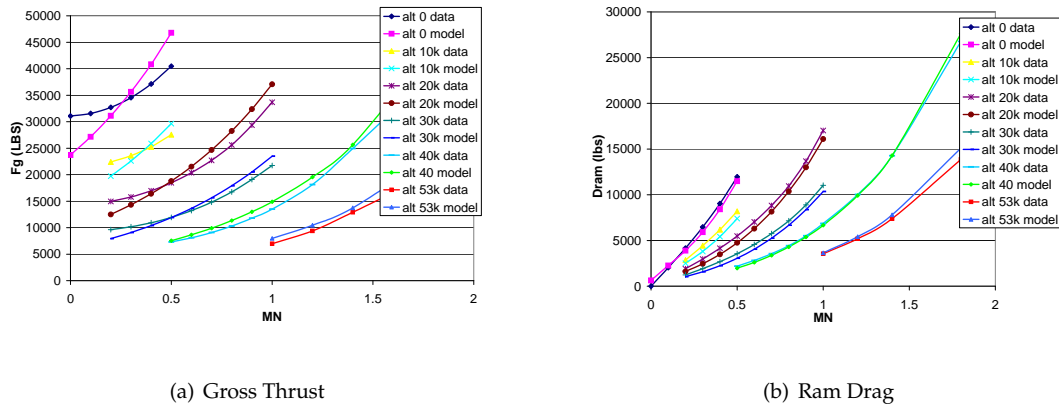 50000
45000
40000
35000
30000
25000
20000
15000
10000
5000
0
Fg (LBS)
0
0.5
1
1.5
2
MN
alt 0 data
alt 0 model
alt 10k data
alt 10k model
alt 20k data
alt 20k model
alt 30k data
alt 30k model
alt 40k data
alt 40 model
alt 53k data
alt 53k model
(a) Gross Thrust
30000
25000
20000
15000
10000
5000
0
Dram (lbs)
0
0.5
1
1.5
2
MN
alt 0 data
alt 0 model
alt 10k data
alt 10k model
alt 20k data
alt 20k model
alt 30k data
alt 30k model
alt 40k data
alt 40 model
alt 53k data
alt 53k model
(b) Ram Drag